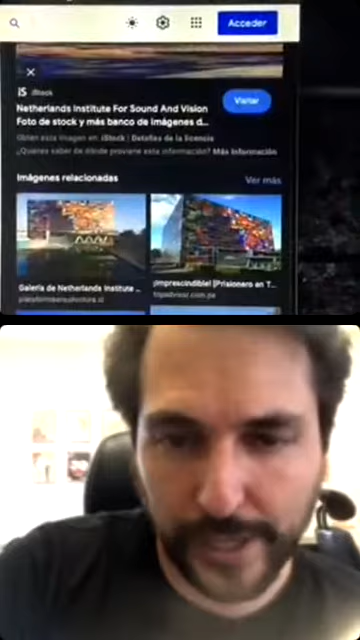 Acceder
iS iStock
Netherlands Institute For Sound And Vision
Foto de stock y más banco de imágenes d...
Visitar
Obtén esta imagen en: iStock | Detalles de la licencia
¿Quieres saber de dónde proviene esta información? Más información
Imágenes relacionadas
Ver más
Galería de Netherlands Institute ...
plataformaarquitectura.cl
¡Imprescindible! |Prisionero en T...
tripadvisor.com.pe